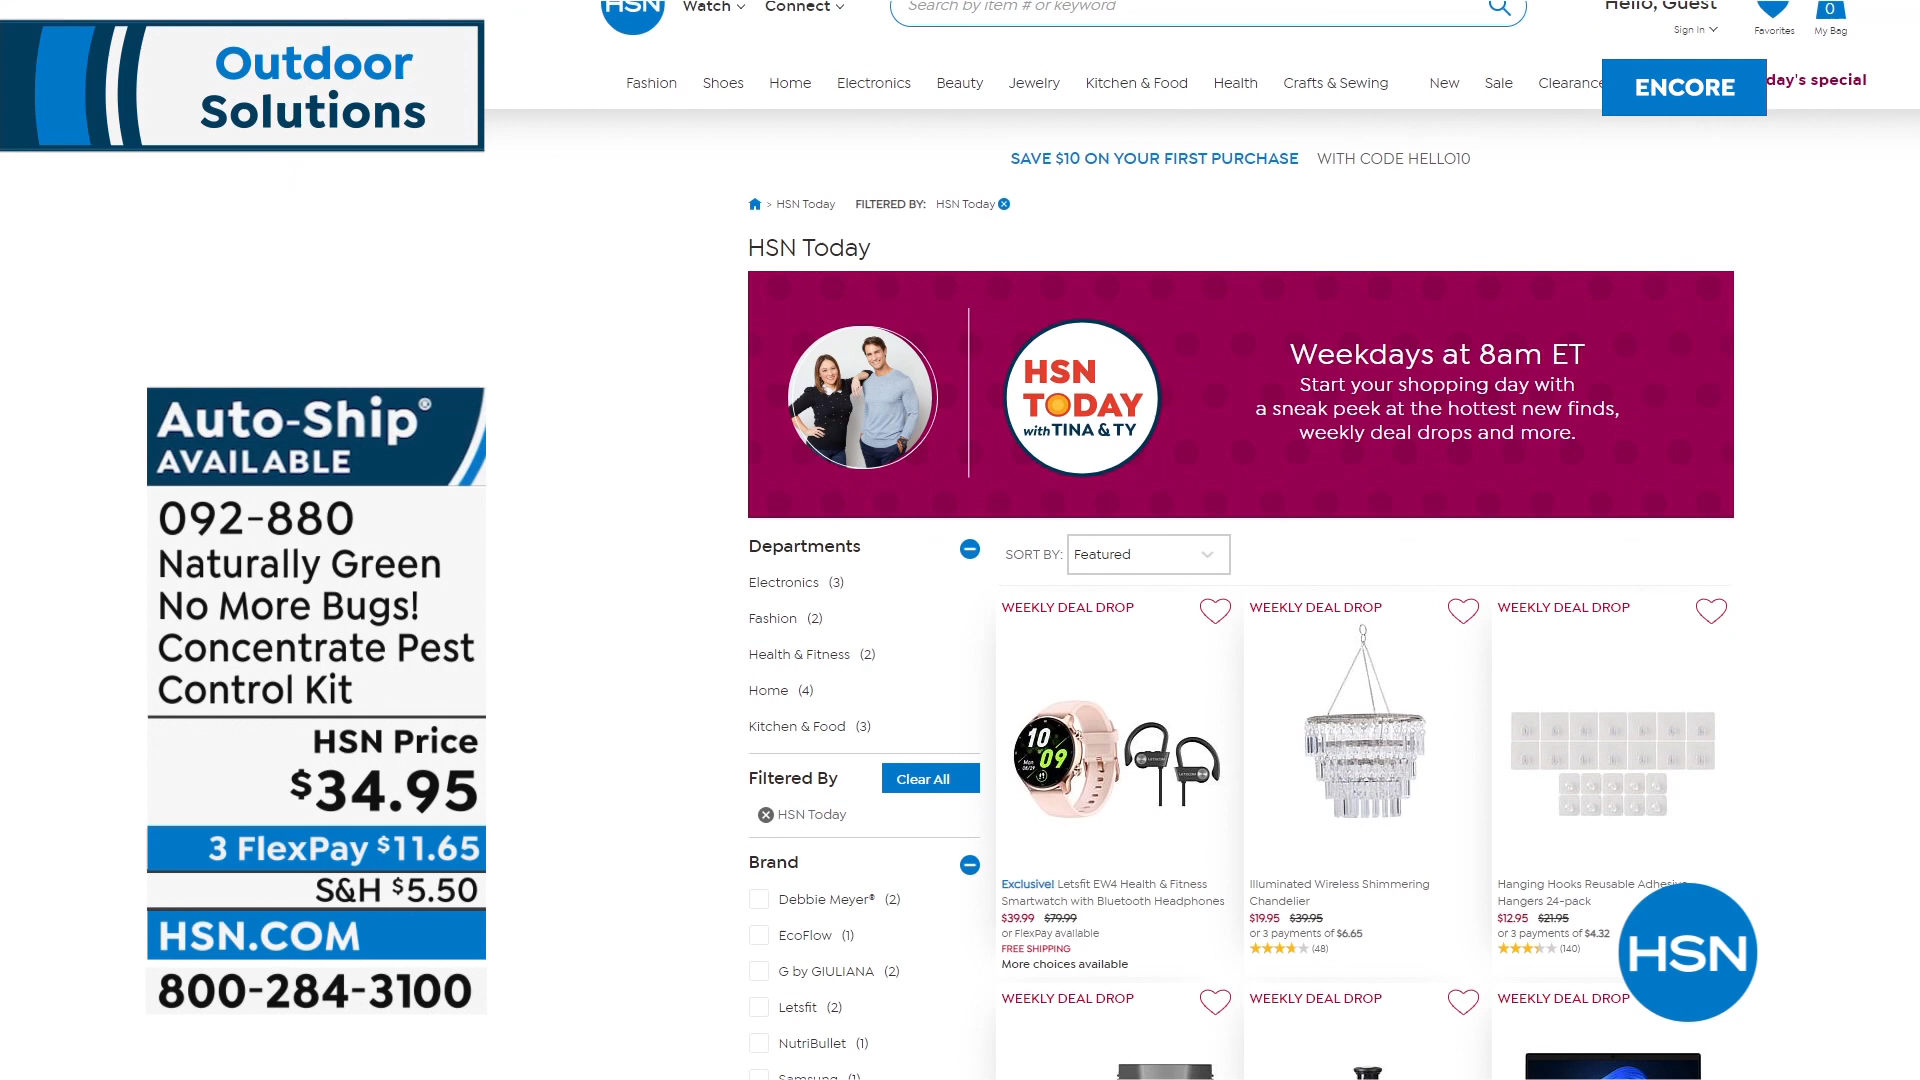 HSN
Watch
Connect
Search by item # or keyword
Hello, Guest
Sign In
Favorites
0
My Bag
Outdoor
Solutions
Fashion
Shoes
Home
Electronics
Beauty
Jewelry
Kitchen & Food
Health
Crafts & Sewing
New
Sale
Clearance
ENCORE
day's special
SAVE $10 ON YOUR FIRST PURCHASE WITH CODE HELLO10
> HSN Today FILTERED BY: HSN Today
HSN Today
HSN
TODAY
with TINA & TY
Weekdays at 8am ET
Start your shopping day with
a sneak peek at the hottest new finds,
weekly deal drops and more.
Auto-Ship®
AVAILABLE
092-880
Naturally Green
No More Bugs!
Concentrate Pest
Control Kit
HSN Price
$34.95
3 FlexPay $11.65
S&H $5.50
HSN.COM
800-284-3100
Departments
Electronics (3)
Fashion (2)
Health & Fitness (2)
Home (4)
Kitchen & Food (3)
Filtered By
Clear All
HSN Today
Brand
Debbie Meyer® (2)
EcoFlow (1)
G by GIULIANA (2)
Letsfit (2)
NutriBullet (1)
Samsung (1)
SORT BY: Featured
WEEKLY DEAL DROP
10
09
Exclusive! Letsfit EW4 Health & Fitness
Smartwatch with Bluetooth Headphones
$39.99 $79.99
or FlexPay available
FREE SHIPPING
More choices available
WEEKLY DEAL DROP
Illuminated Wireless Shimmering
Chandelier
$19.95 $39.95
or 3 payments of $6.65
(48)
WEEKLY DEAL DROP
Hanging Hooks Reusable Adhesive
Hangers 24-pack
$12.95 $21.95
or 3 payments of $4.32
(140)
HSN
WEEKLY DEAL DROP
WEEKLY DEAL DROP
WEEKLY DEAL DROP